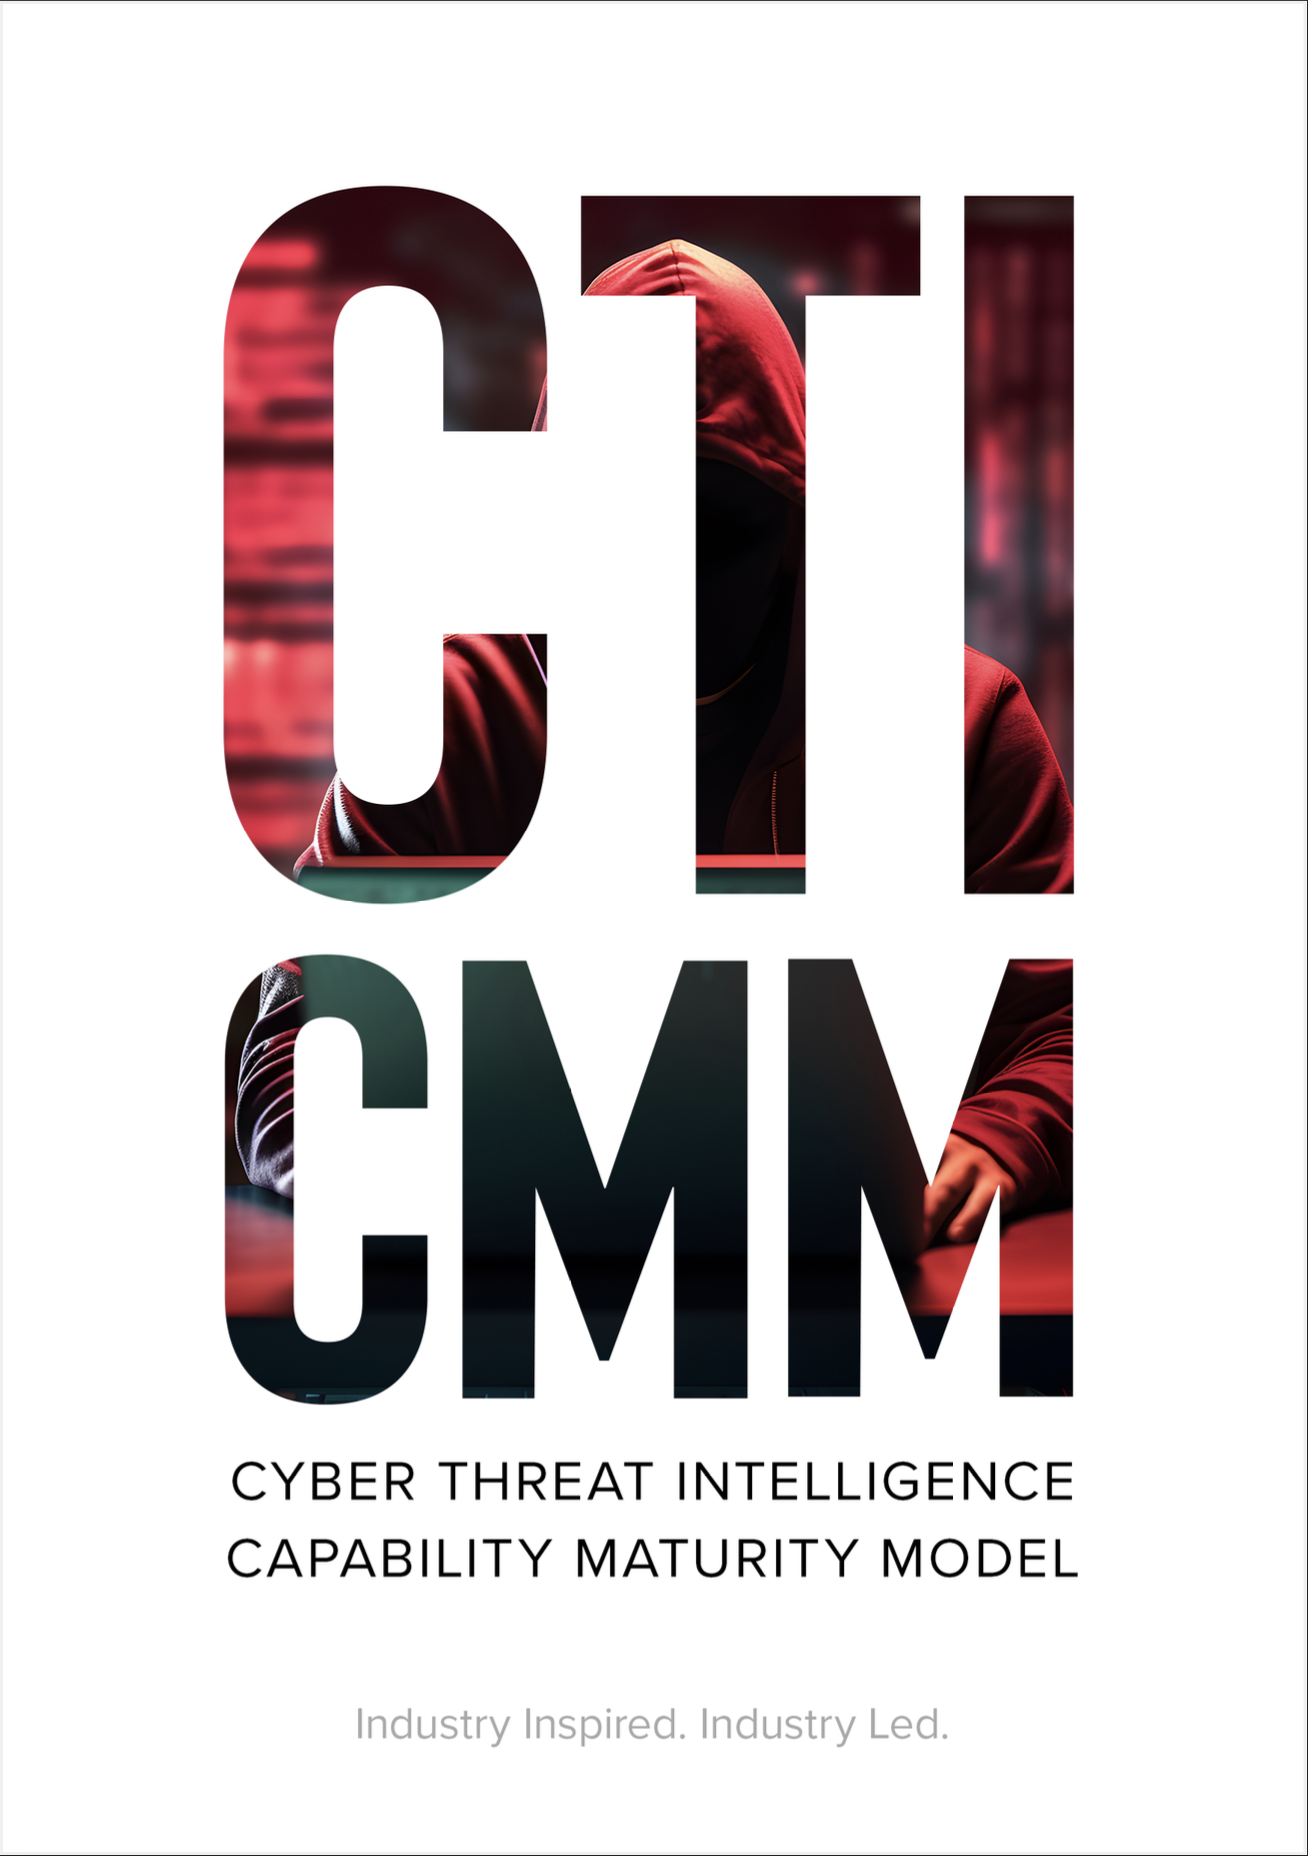 CTI
CMM
CYBER THREAT INTELLIGENCE
CAPABILITY MATURITY MODEL
Industry Inspired. Industry Led.